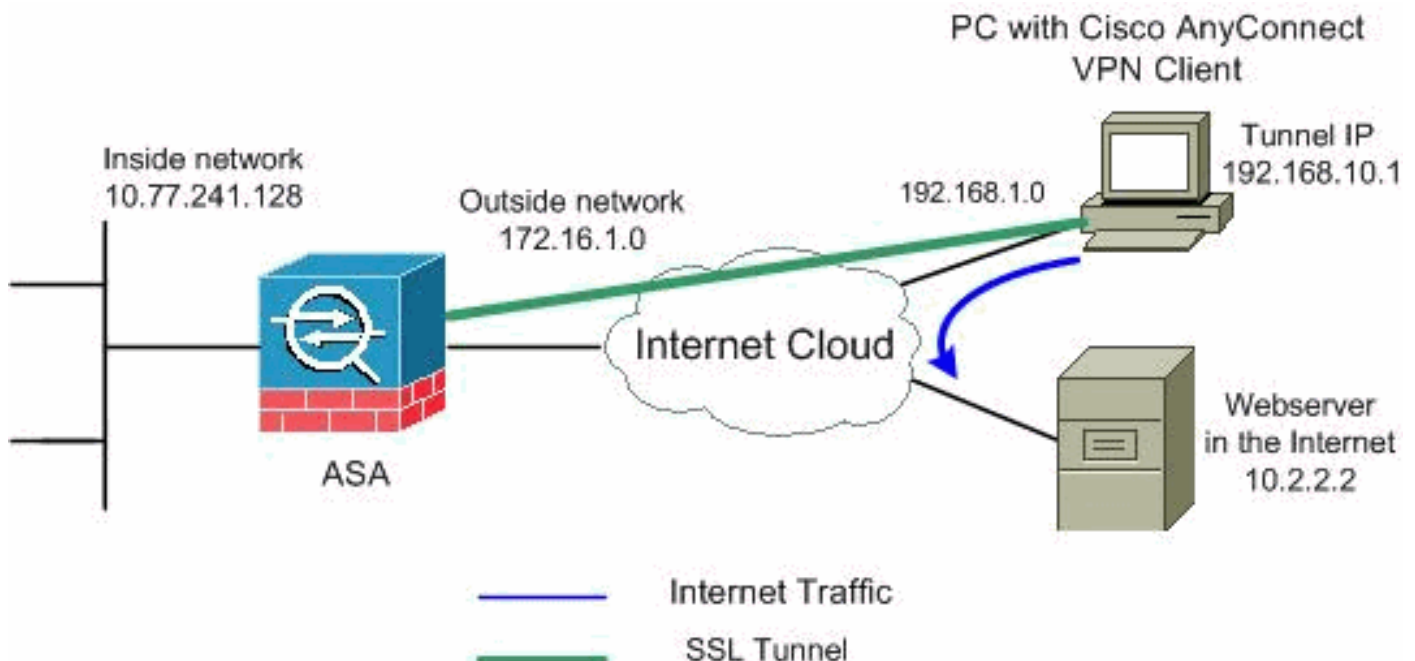 PC with Cisco AnyConnect
VPN Client
Inside network
10.77.241.128
Outside network
172.16.1.0
192.168.1.0
Tunnel IP
192.168.10.1
Internet Cloud
ASA
Webserver
in the Internet
10.2.2.2
Internet Traffic
SSL Tunnel